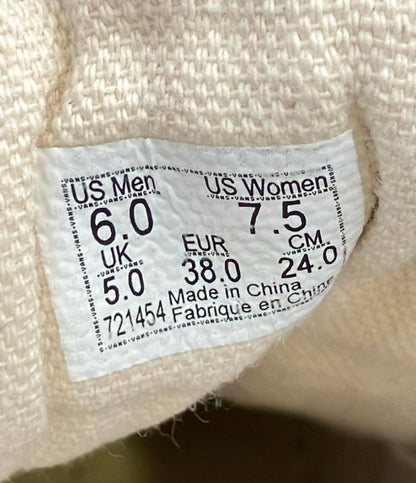 US Men US Women
6.0 7.5
UK EUR CM
5.0 38.0 24.0
Made in China
721454 Fabrique en Chine